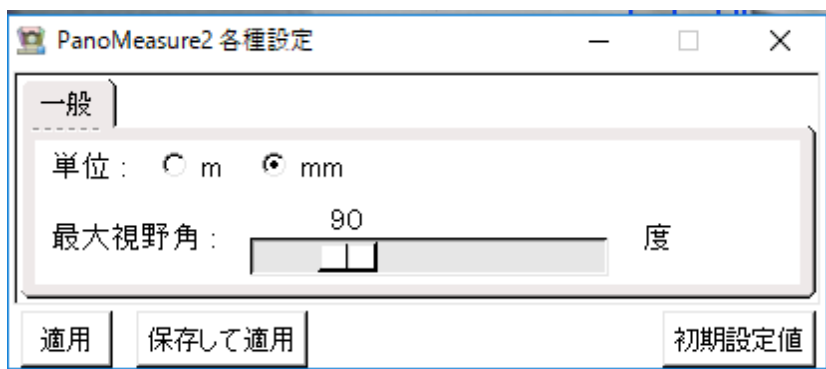 PanoMeasure2 各種設定
一般
単位 : m mm
90
最大視野角 : 度
適用 保存して適用 初期設定値